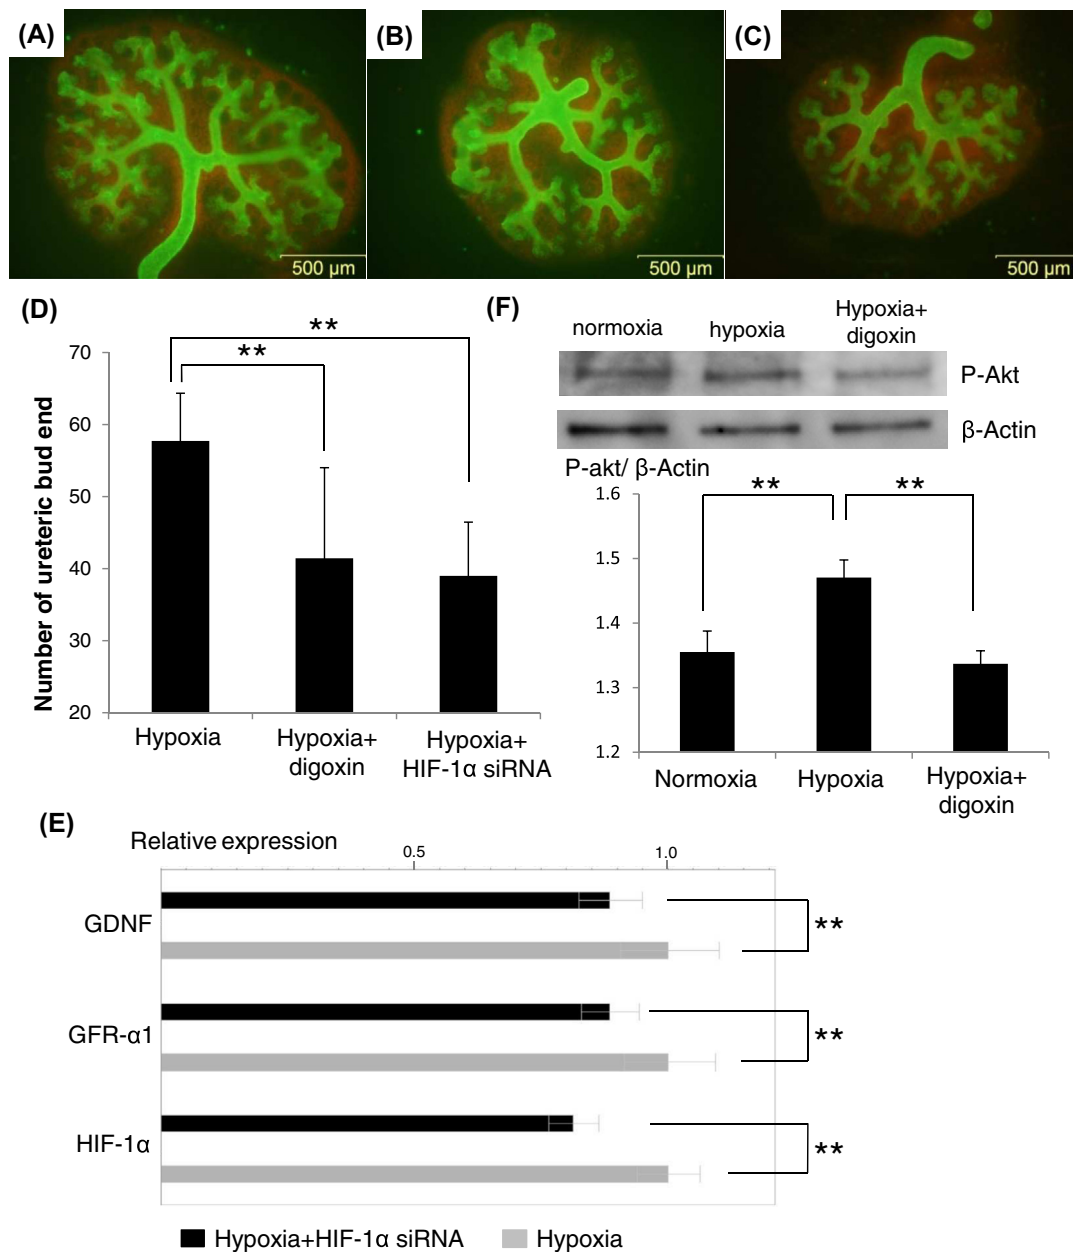 (A)
(B)
(C)
500 µm
500 µm
500 µm
(D)
**
**
70
60
50
40
30
20
Number of ureteric bud end
Hypoxia
Hypoxia+
digoxin
Hypoxia+
HIF-1α siRNA
(F)
normoxia
hypoxia
Hypoxia+
digoxin
P-Akt
β-Actin
P-akt/ β-Actin
1.6
1.5
1.4
1.3
1.2
**
**
Normoxia
Hypoxia
Hypoxia+
digoxin
(E)
Relative expression
0.5
1.0
GDNF
**
GFR-α1
**
HIF-1α
**
Hypoxia+HIF-1α siRNA
Hypoxia